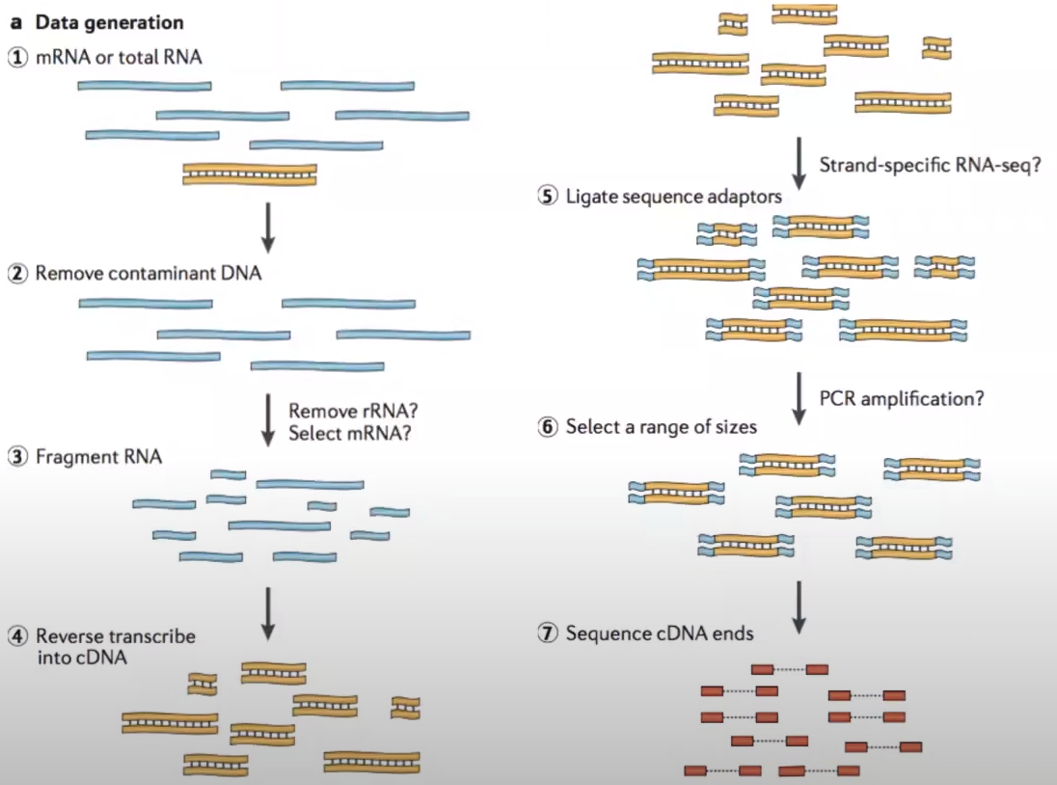 a Data generation
① mRNA or total RNA
② Remove contaminant DNA
Remove rRNA?
Select mRNA?
③ Fragment RNA
④ Reverse transcribe
into cDNA
Strand-specific RNA-seq?
⑤ Ligate sequence adaptors
PCR amplification?
⑥ Select a range of sizes
⑦ Sequence cDNA ends